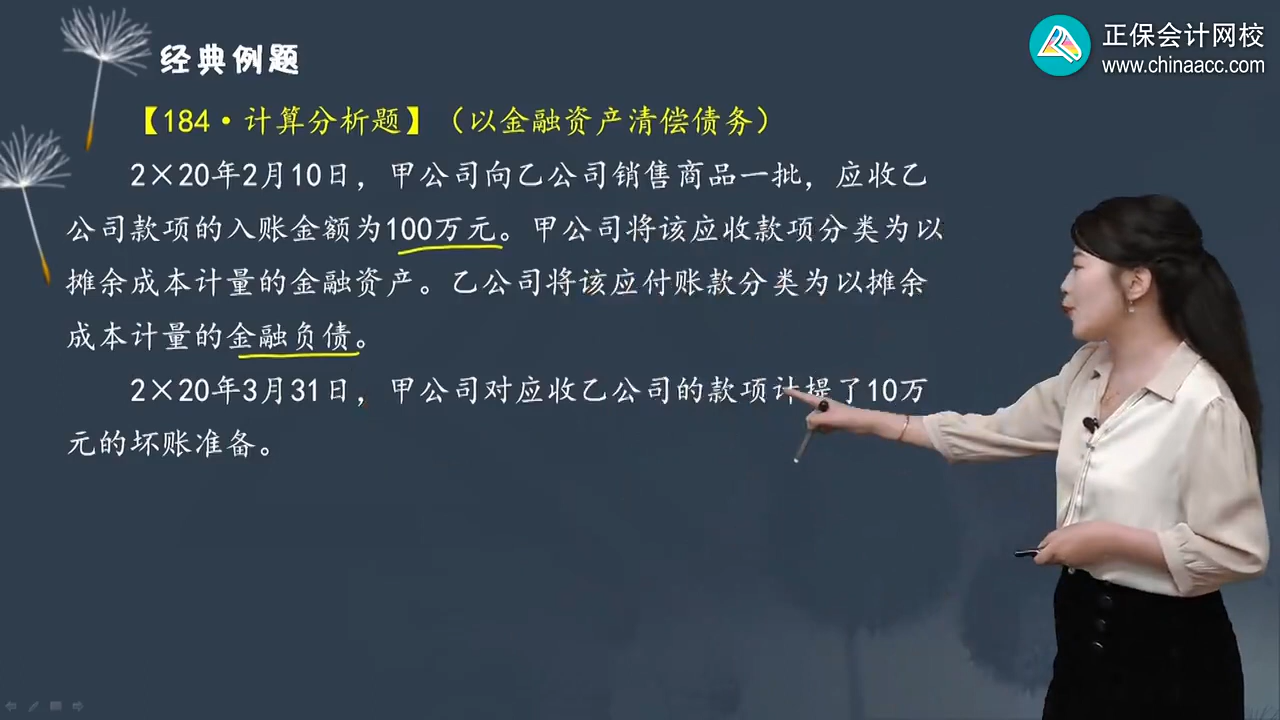 正保会计网校
www.chinaacc.com
经典例题
【184·计算分析题】（以金融资产清偿债务）
2×20年2月10日，甲公司向乙公司销售商品一批，应收乙
公司款项的入账金额为100万元。甲公司将该应收款项分类为以
摊余成本计量的金融资产。乙公司将该应付账款分类为以摊余
成本计量的金融负债。
2×20年3月31日，甲公司对应收乙公司的款项计提了10万
元的坏账准备。